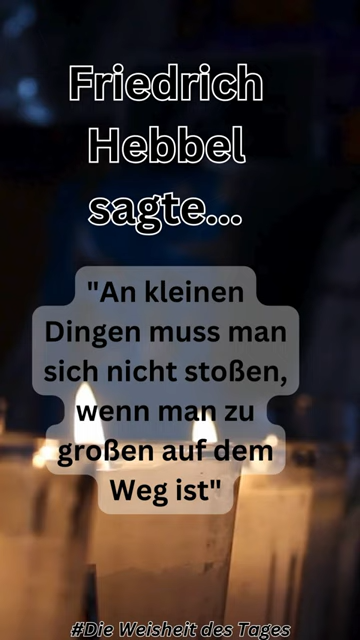 Friedrich
Hebbel
sagte...
"An kleinen
Dingen muss man
sich nicht stoßen,
wenn man zu
großen auf dem
Weg ist"
#Die Weisheit des Tages